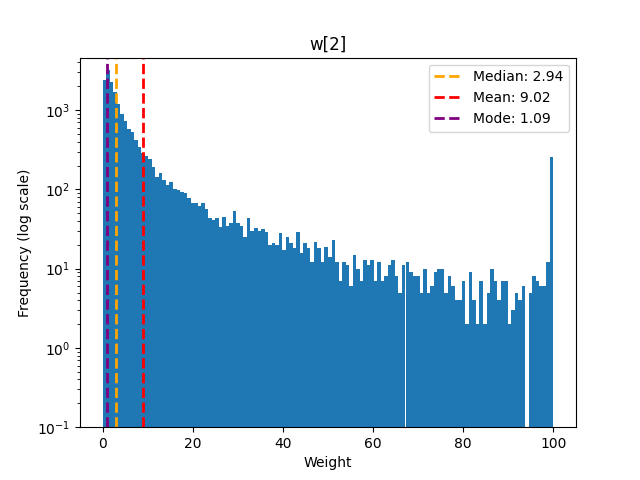 w[2]
Median: 2.94
Mean: 9.02
Mode: 1.09
Frequency (log scale)
10³
10²
10¹
10⁰
10⁻¹
0 20 40 60 80 100
Weight